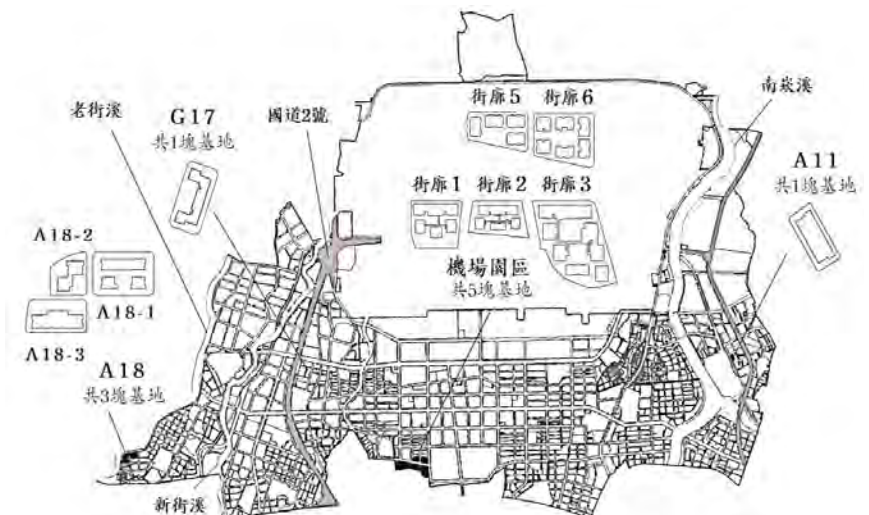 街廓5
街廓6
南崁溪
老街溪
G17
共1塊基地
國道2號
A11
共1塊基地
街廓1
街廓2
街廓3
A18-2
機場園區
共5塊基地
A18-1
A18-3
A18
共3塊基地
新街溪